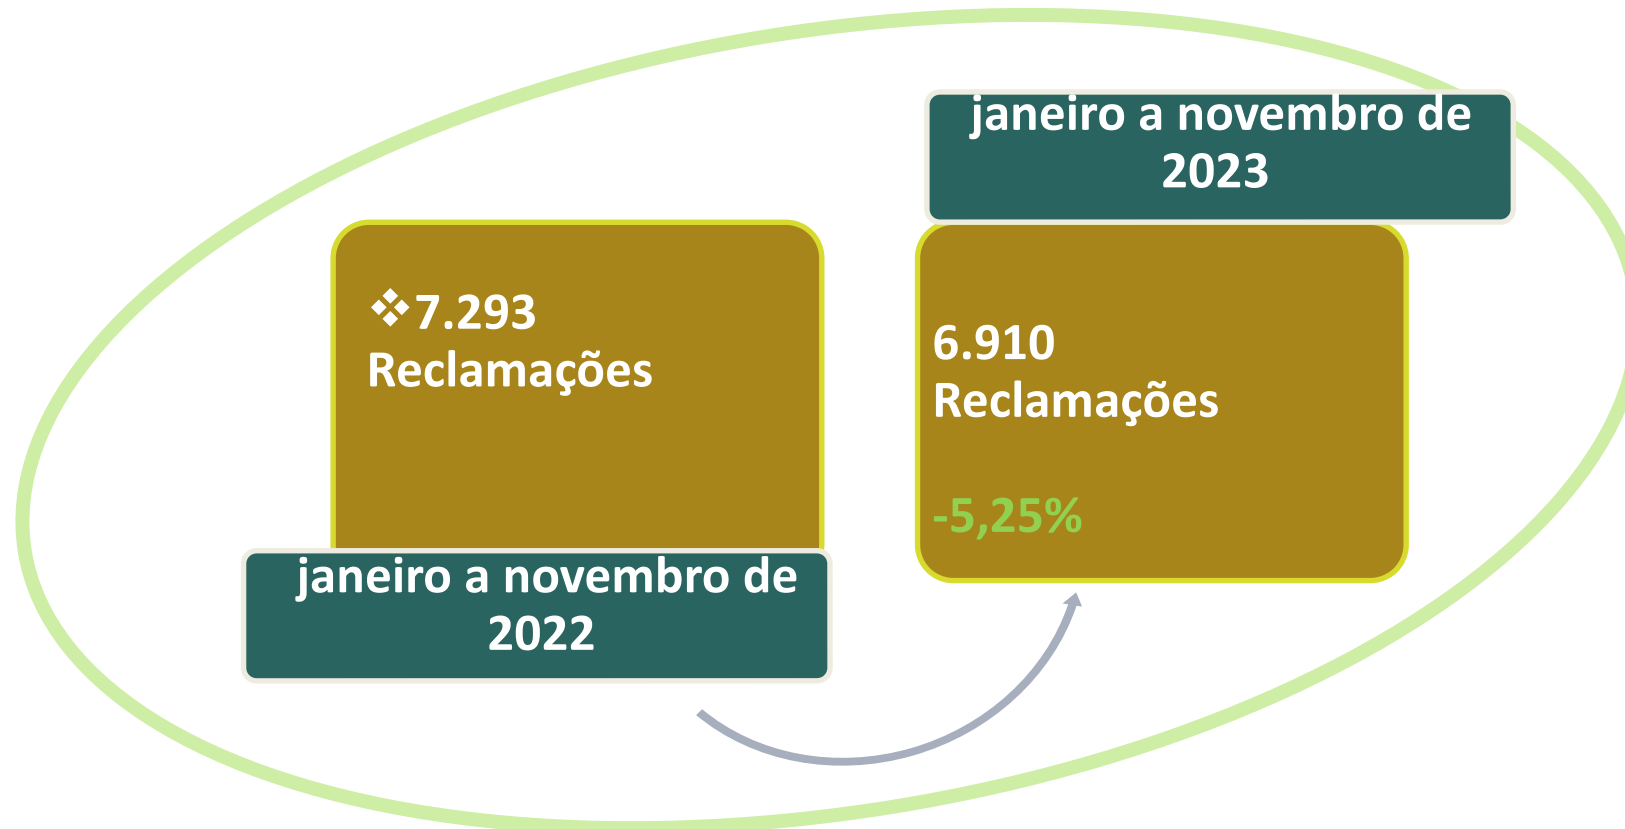 ❖7.293
Reclamações
janeiro a novembro de
2022
janeiro a novembro de
2023
6.910
Reclamações
-5,25%